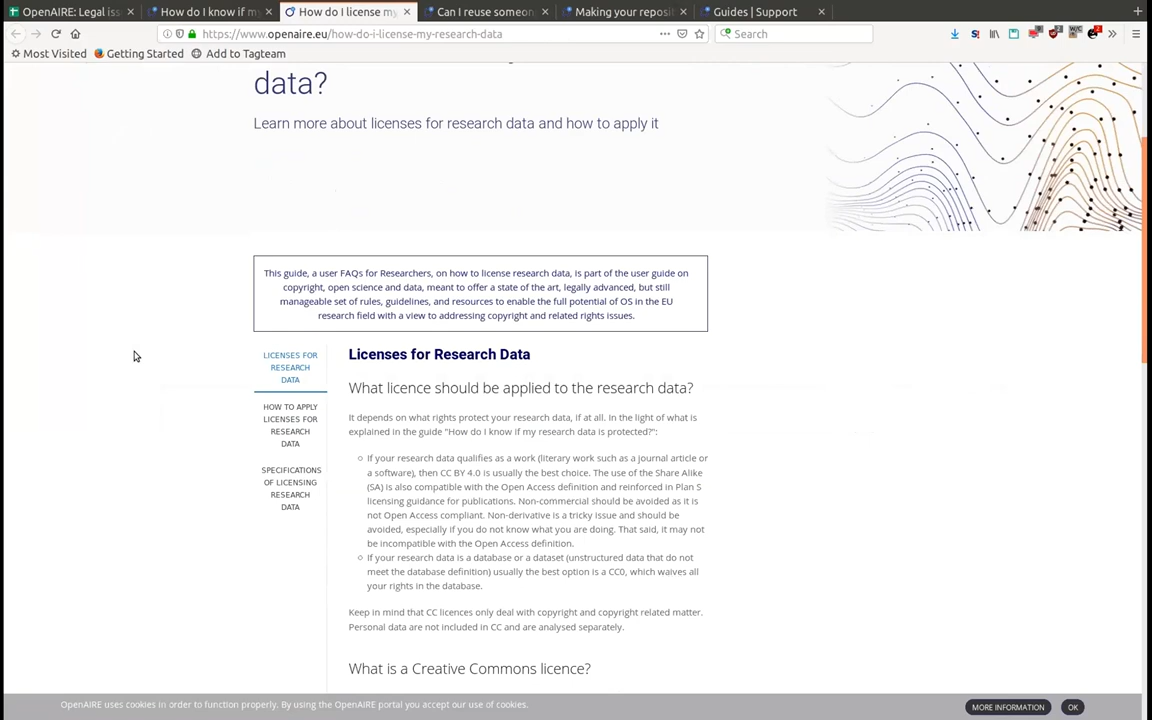 OpenAIRE: Legal iss
How do I know if my
How do I license my
Can I reuse someon
Making your reposi
Guides | Support
https://www.openaire.eu/how-do-i-license-my-research-data
Search
Most Visited
Getting Started
Add to Tagteam
data?
Learn more about licenses for research data and how to apply it
This guide, a user FAQs for Researchers, on how to license research data, is part of the user guide on
copyright, open science and data, meant to offer a state of the art, legally advanced, but still
manageable set of rules, guidelines, and resources to enable the full potential of OS in the EU
research field with a view to addressing copyright and related rights issues.
LICENSES FOR
RESEARCH
DATA
HOW TO APPLY
LICENSES FOR
RESEARCH
DATA
SPECIFICATIONS
OF LICENSING
RESEARCH
DATA
Licenses for Research Data
What licence should be applied to the research data?
It depends on what rights protect your research data, if at all. In the light of what is
explained in the guide "How do I know if my research data is protected?":
If your research data qualifies as a work (literary work such as a journal article or
a software), then CC BY 4.0 is usually the best choice. The use of the Share Alike
(SA) is also compatible with the Open Access definition and reinforced in Plan S
licensing guidance for publications. Non-commercial should be avoided as it is
not Open Access compliant. Non-derivative is a tricky issue and should be
avoided, especially if you do not know what you are doing. That said, it may not
be incompatible with the Open Access definition.
If your research data is a database or a dataset (unstructured data that do not
meet the database definition) usually the best option is a CC0, which waives all
your rights in the database.
Keep in mind that CC licences only deal with copyright and copyright related matter.
Personal data are not included in CC and are analysed separately.
What is a Creative Commons licence?
OpenAIRE uses cookies in order to function properly. By using the OpenAIRE portal you accept our use of cookies.
MORE INFORMATION
OK